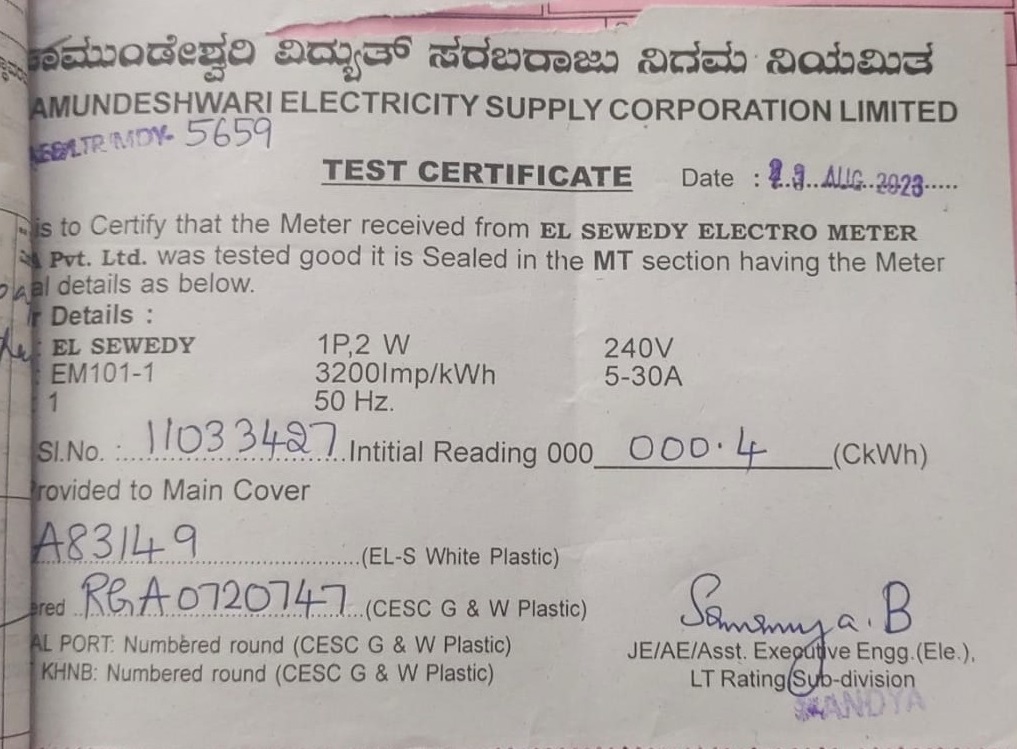 ಚಾಮುಂಡೇಶ್ವರಿ ವಿದ್ಯುತ್ ಸರಬರಾಜು ನಿಗಮ ನಿಯಮಿತ
AMUNDESHWARI ELECTRICITY SUPPLY CORPORATION LIMITED
LTR MDY- 5659
TEST CERTIFICATE Date : 23 AUG 2023
is to Certify that the Meter received from EL SEWEDY ELECTRO METER
Pvt. Ltd. was tested good it is Sealed in the MT section having the Meter
al details as below.
r Details :
: EL SEWEDY 1P,2 W 240V
: EM101-1 3200Imp/kWh 5-30A
: 1 50 Hz.
Sl.No. : 11033427 Intitial Reading 000 000.4 (CkWh)
Provided to Main Cover
A83149 (EL-S White Plastic)
ered RGA0720747 (CESC G & W Plastic)
AL PORT: Numbered round (CESC G & W Plastic)
KHNB: Numbered round (CESC G & W Plastic)
JE/AE/Asst. Executive Engg.(Ele.),
LT Rating Sub-division
MANDYA